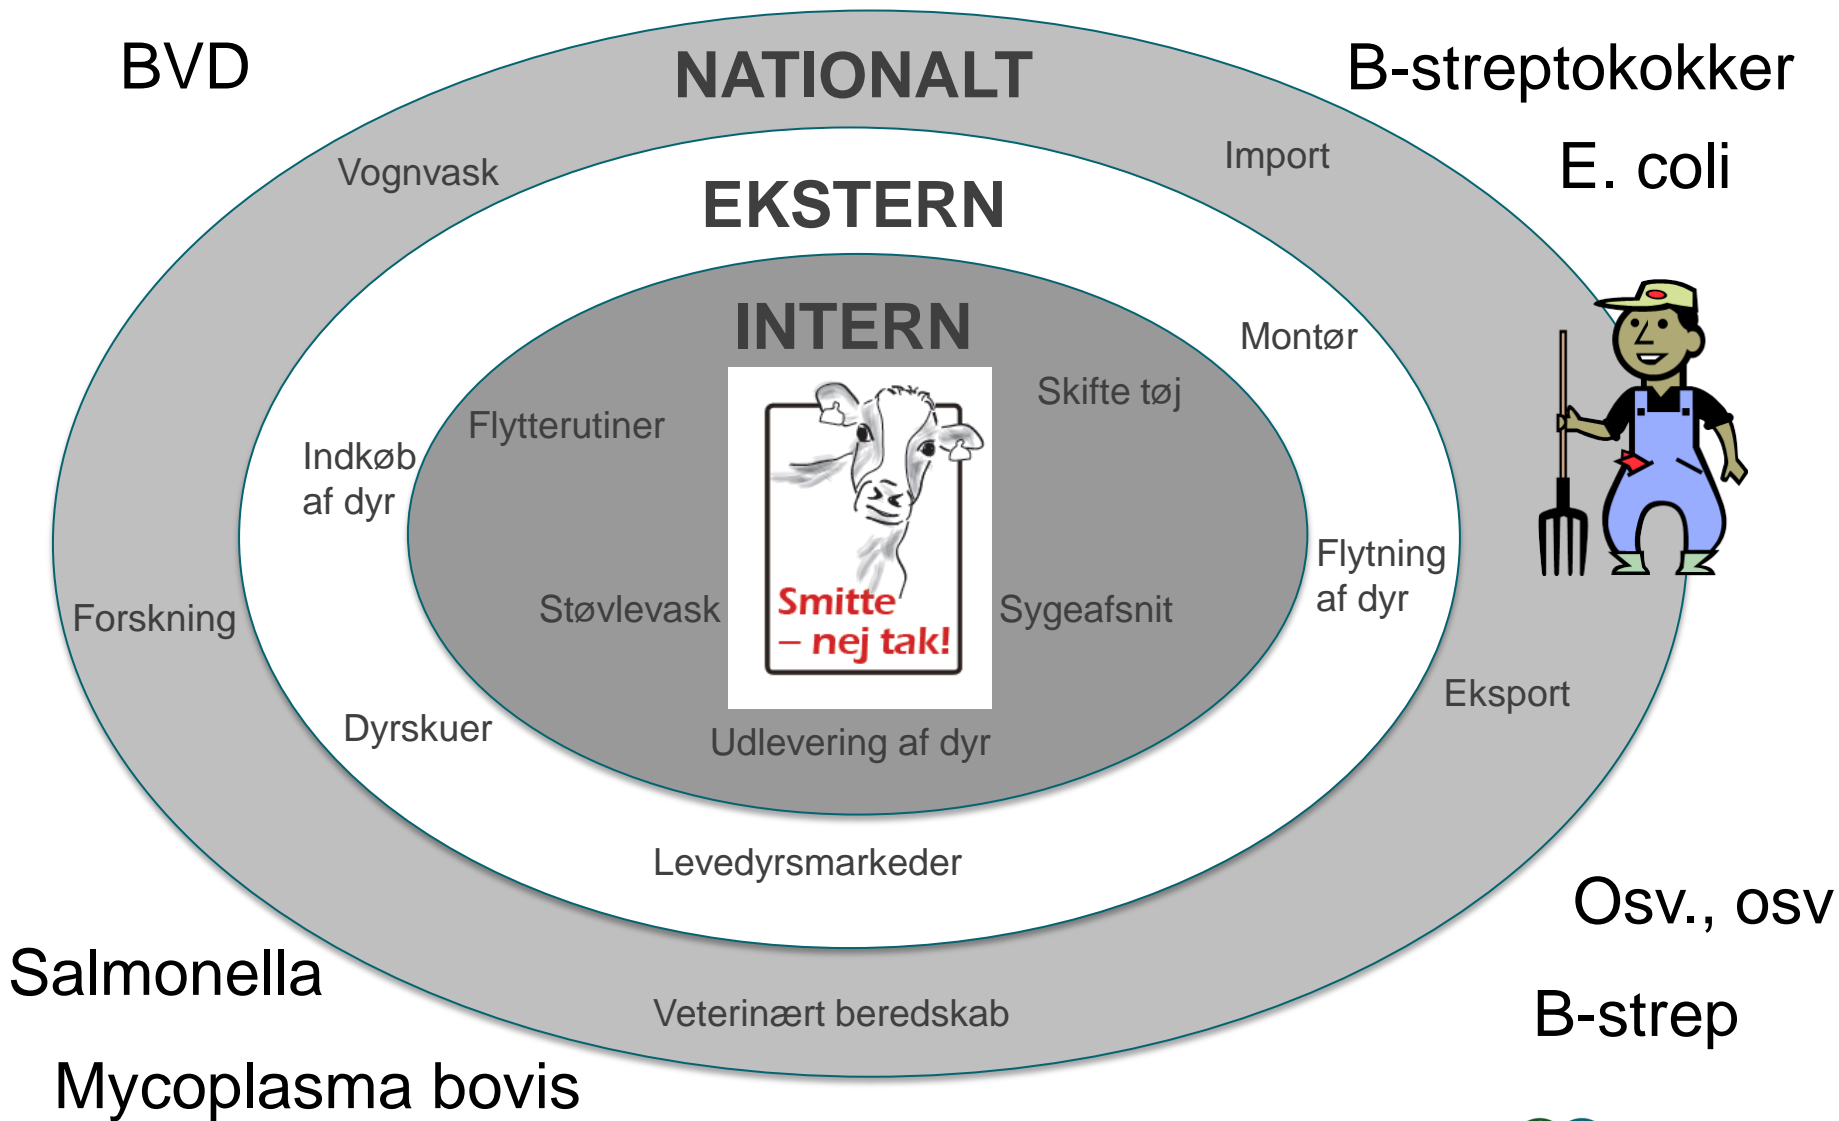 BVD
NATIONALT
B-streptokokker
Vognvask
Import
E. coli
EKSTERN
INTERN
Montør
Skifte tøj
Flytterutiner
Indkøb
af dyr
Flytning
af dyr
Smitte
– nej tak!
Støvlevask
Sygeafsnit
Forskning
Eksport
Dyrskuer
Udlevering af dyr
Levedyrsmarkeder
Osv., osv
Salmonella
Veterinært beredskab
B-strep
Mycoplasma bovis